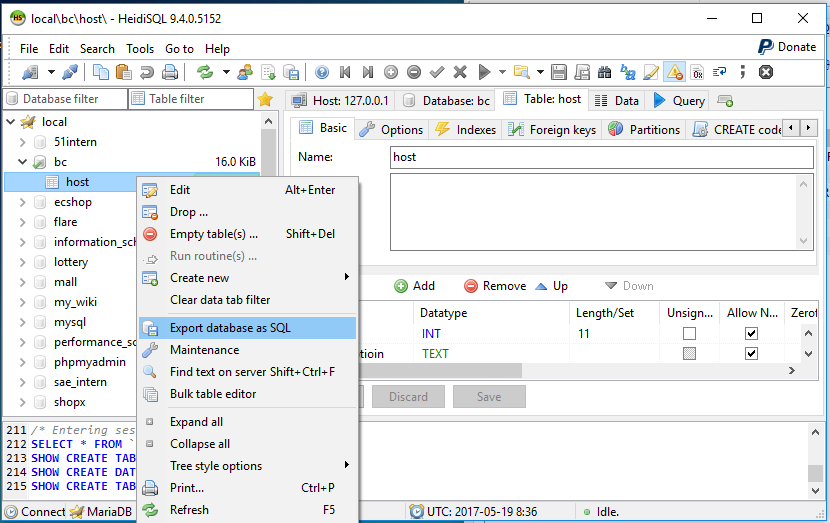 local\bc\host\ - HeidiSQL 9.4.0.5152
File Edit Search Tools Go to Help
Donate
Database filter Table filter
Host: 127.0.0.1 Database: bc Table: host Data Query
local
51intern
bc 16.0 KiB
host
ecshop
flare
information_sch
lottery
mall
my_wiki
mysql
performance_sc
phpmyadmin
sae_intern
shopx
Basic Options Indexes Foreign keys Partitions CREATE code
Name: host
Add Remove Up Down
Datatype Length/Set Unsign... Allow N... Zerof
INT 11
tioin TEXT
Discard Save
Edit Alt+Enter
Drop ...
Empty table(s) ... Shift+Del
Run routine(s) ...
Create new
Clear data tab filter
Export database as SQL
Maintenance
Find text on server Shift+Ctrl+F
Bulk table editor
Expand all
Collapse all
Tree style options
Print... Ctrl+P
Refresh F5
211 /* Entering ses
212 SELECT * FROM `
213 SHOW CREATE TAB
214 SHOW CREATE DAT
215 SHOW CREATE TAB
Connect MariaDB UTC: 2017-05-19 8:36 Idle.